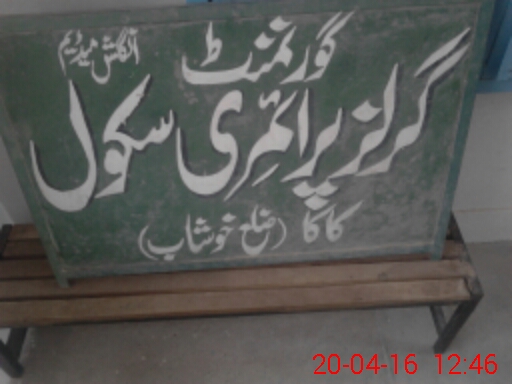 گورنمنٹ انگلش میڈیم
گرلز پرائمری سکول
کاکا (ضلع خوشاب)
20-04-16 12:46